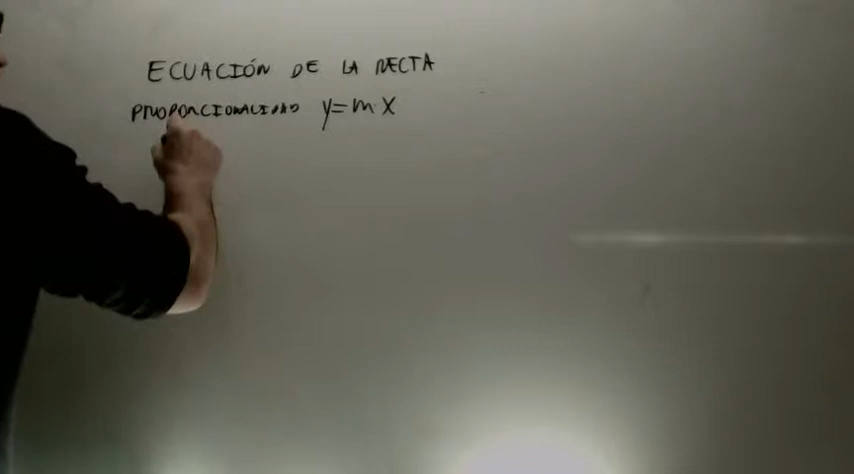 ECUACIÓN DE LA RECTA
PROPORCIONALIDAD y=m·x